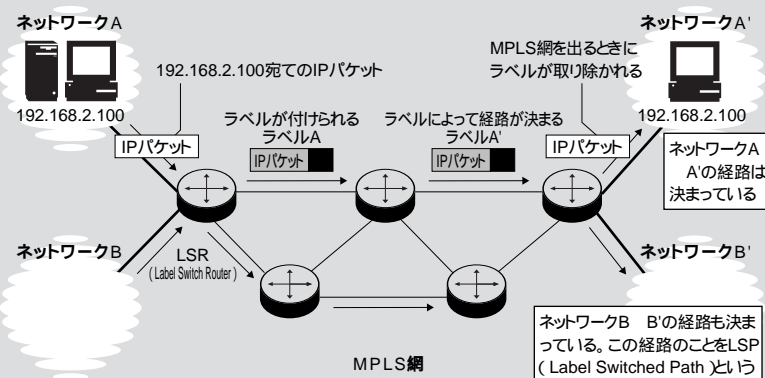 ネットワークA
ネットワークA'
192.168.2.100宛てのIPパケット
MPLS網を出るときに
ラベルが取り除かれる
192.168.2.100
192.168.2.100
ラベルが付けられる
ラベルA
ラベルによって経路が決まる
ラベルA'
IPパケット
IPパケット
IPパケット
IPパケット
ネットワークA
A'の経路は
決まっている
ネットワークB
LSR
( Label Switch Router )
ネットワークB'
ネットワークB B'の経路も決ま
っている。この経路のことをLSP
( Label Switched Path )という
MPLS網